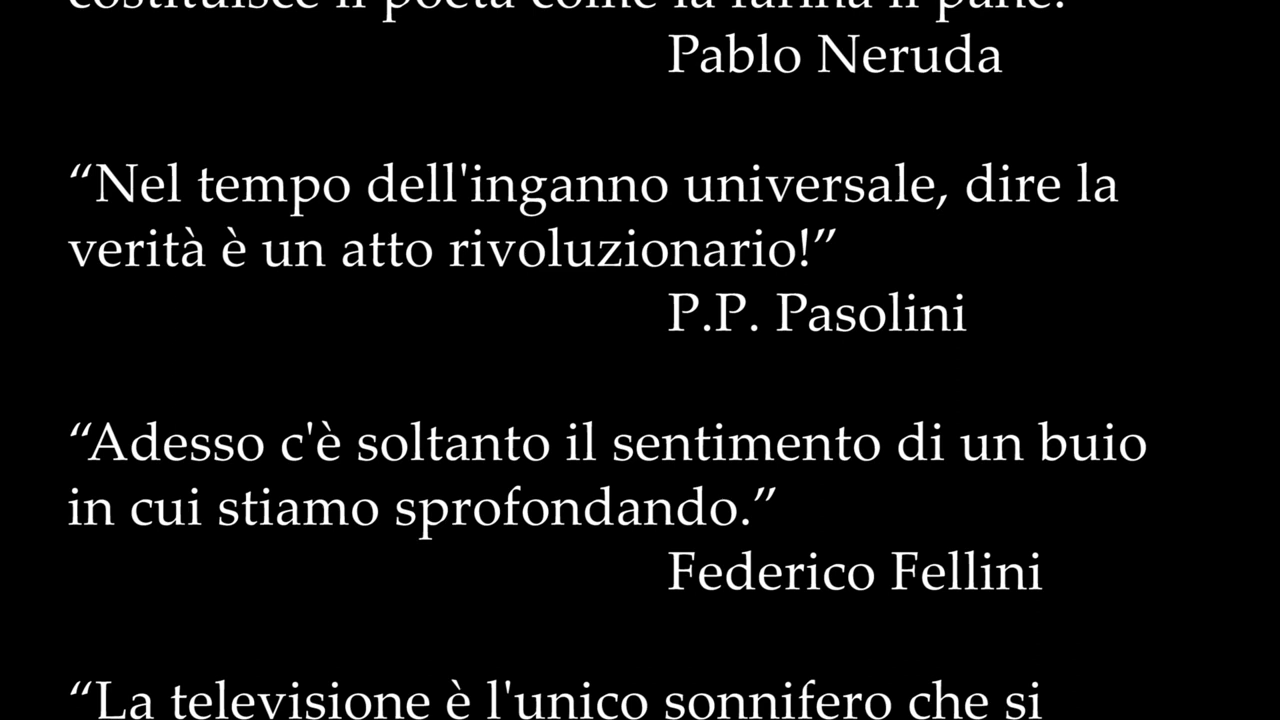 costituisce il poeta come la farina il pane.
Pablo Neruda
“Nel tempo dell'inganno universale, dire la
verità è un atto rivoluzionario!”
P.P. Pasolini
“Adesso c'è soltanto il sentimento di un buio
in cui stiamo sprofondando.”
Federico Fellini
“La televisione è l'unico sonnifero che si